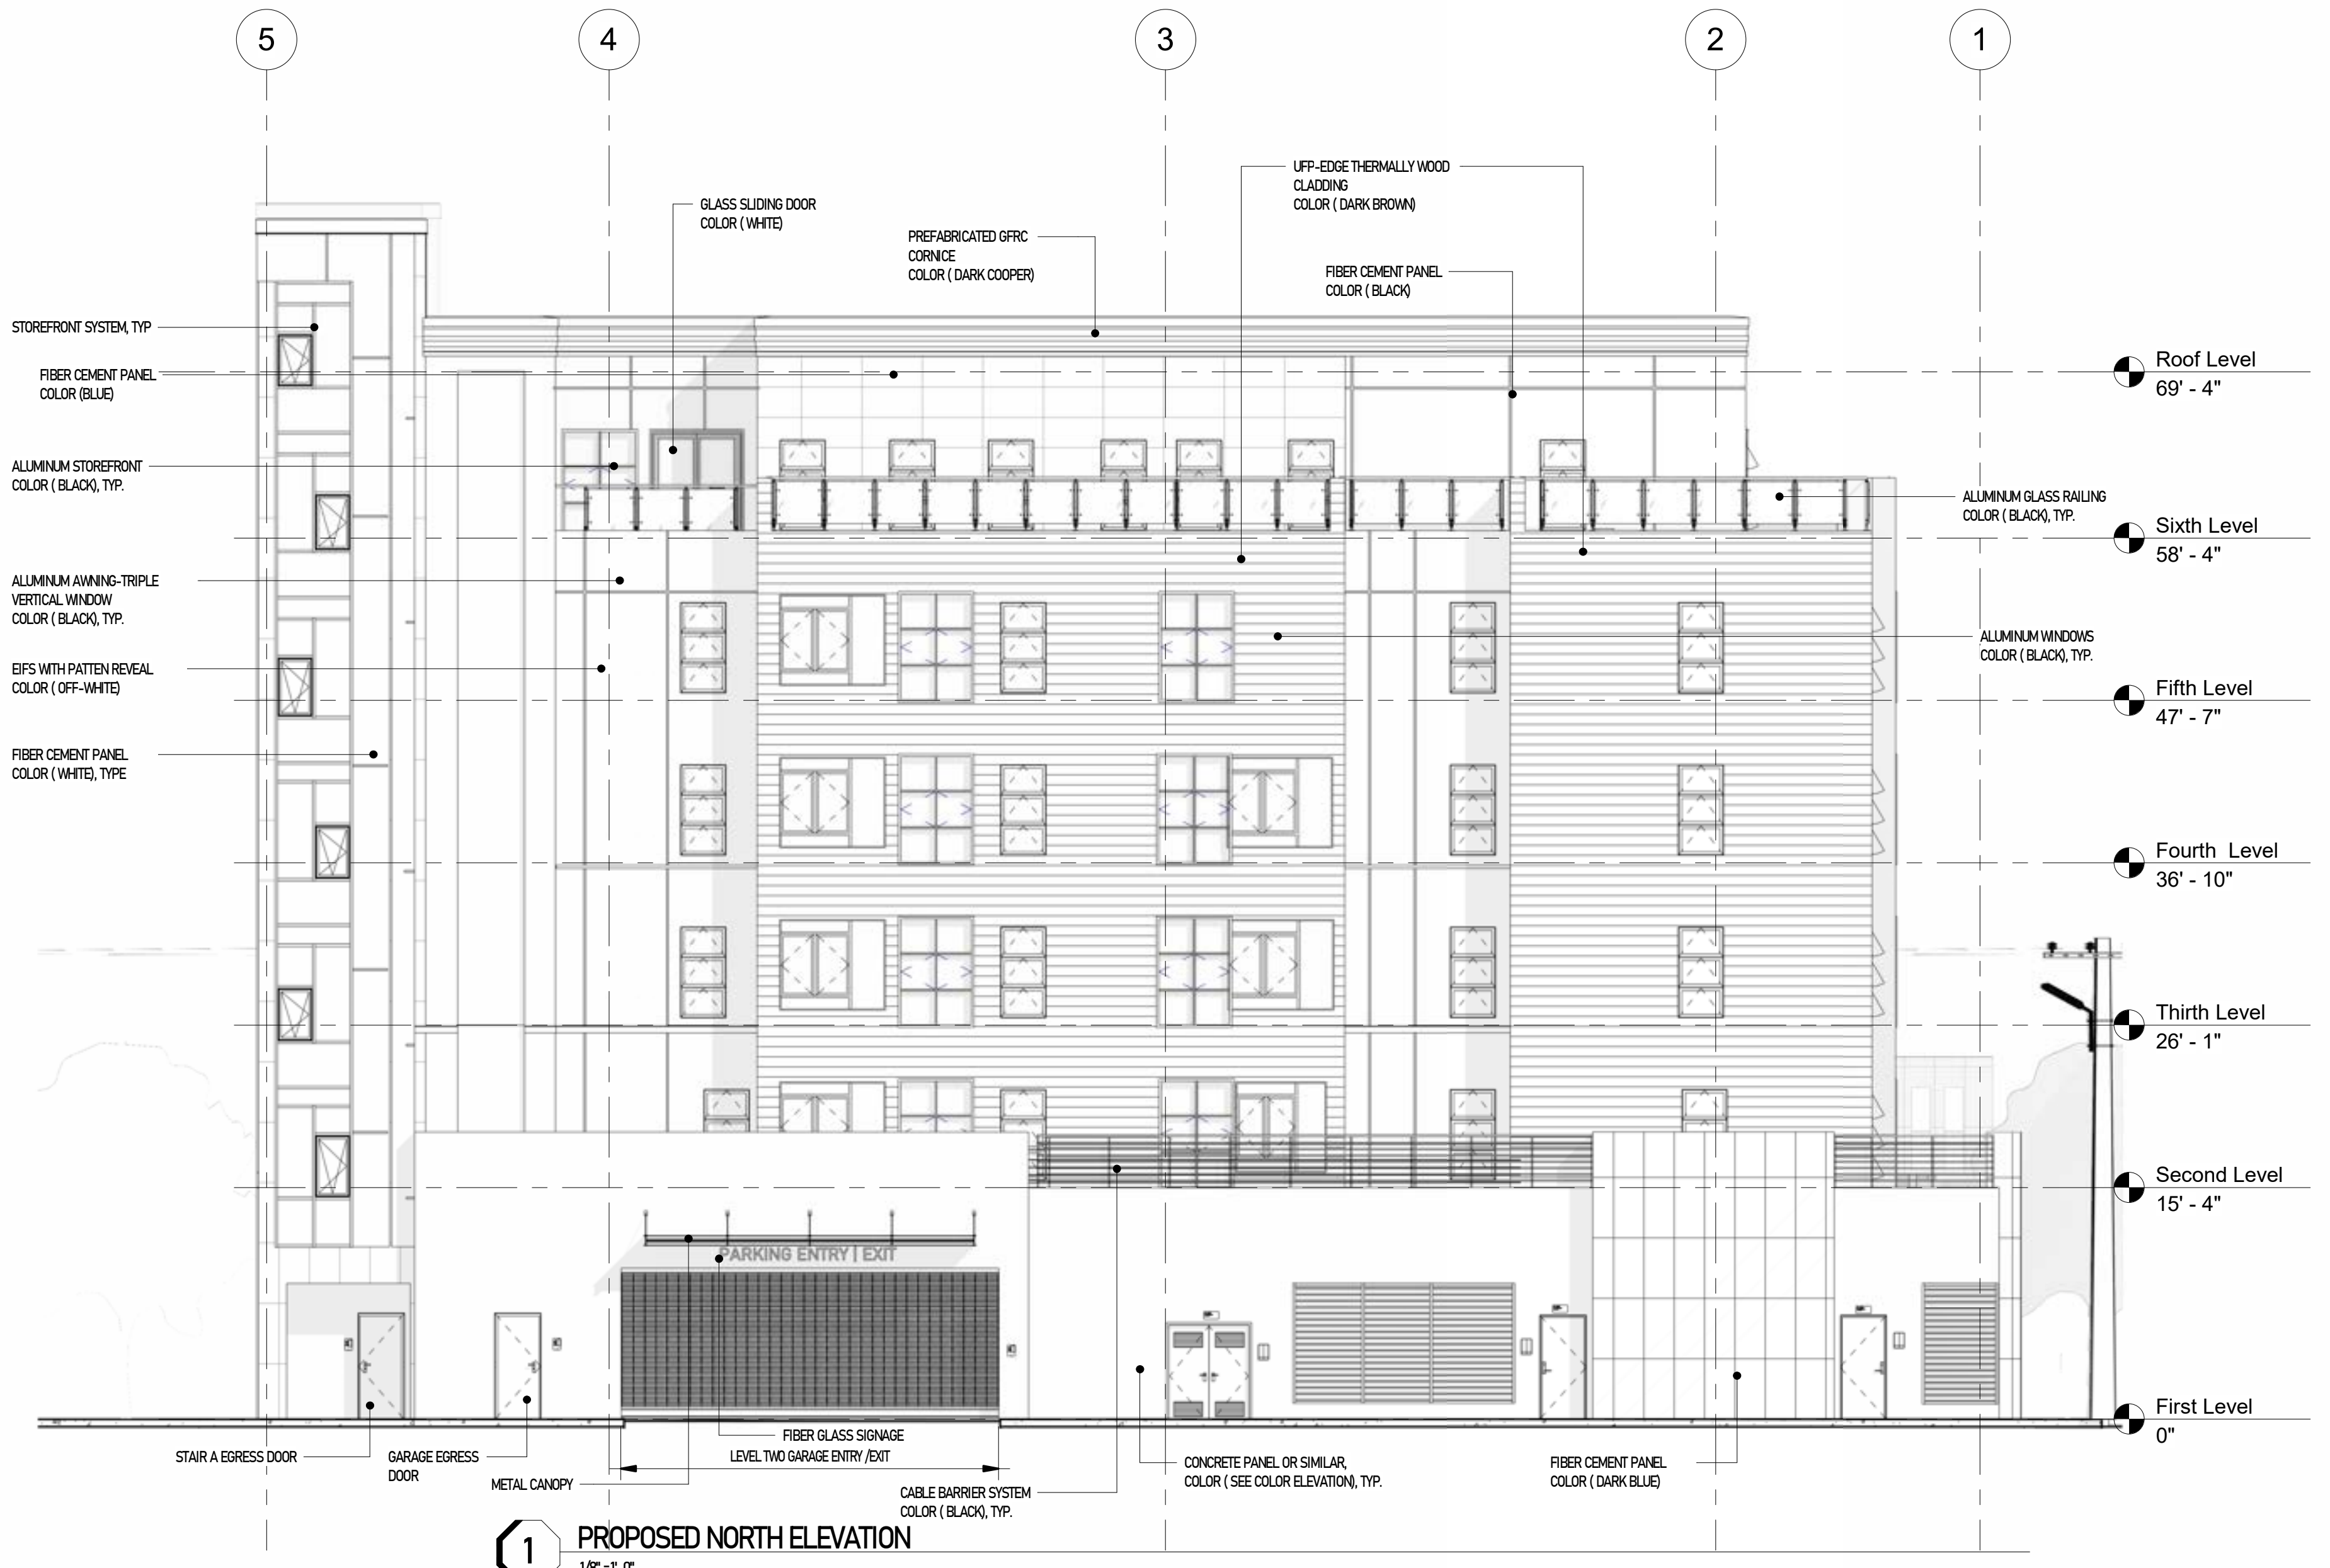 5
4
3
2
1
UFP-EDGE THERMALLY WOOD
CLADDING
COLOR ( DARK BROWN)
GLASS SLIDING DOOR
COLOR ( WHITE)
PREFABRICATED GFRC
CORNICE
COLOR ( DARK COOPER)
FIBER CEMENT PANEL
COLOR ( BLACK)
STOREFRONT SYSTEM, TYP
FIBER CEMENT PANEL
COLOR (BLUE)
ALUMINUM STOREFRONT
COLOR ( BLACK), TYP.
ALUMINUM AWNING-TRIPLE
VERTICAL WINDOW
COLOR ( BLACK), TYP.
EIFS WITH PATTEN REVEAL
COLOR ( OFF-WHITE)
FIBER CEMENT PANEL
COLOR ( WHITE), TYPE
ALUMINUM GLASS RAILING
COLOR ( BLACK), TYP.
ALUMINUM WINDOWS
COLOR ( BLACK), TYP.
Roof Level
69' - 4"
Sixth Level
58' - 4"
Fifth Level
47' - 7"
Fourth Level
36' - 10"
Thirth Level
26' - 1"
Second Level
15' - 4"
First Level
0"
PARKING ENTRY | EXIT
STAIR A EGRESS DOOR
GARAGE EGRESS
DOOR
METAL CANOPY
FIBER GLASS SIGNAGE
LEVEL TWO GARAGE ENTRY /EXIT
CABLE BARRIER SYSTEM
COLOR ( BLACK), TYP.
CONCRETE PANEL OR SIMILAR,
COLOR ( SEE COLOR ELEVATION), TYP.
FIBER CEMENT PANEL
COLOR ( DARK BLUE)
1
PROPOSED NORTH ELEVATION